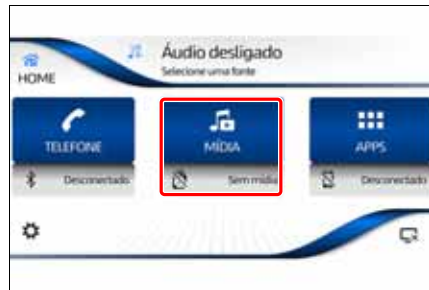 Áudio desligado
Selecione uma fonte
HOME
TELEFONE
MÍDIA
APPS
Desconectado
Sem mídia
Desconectado